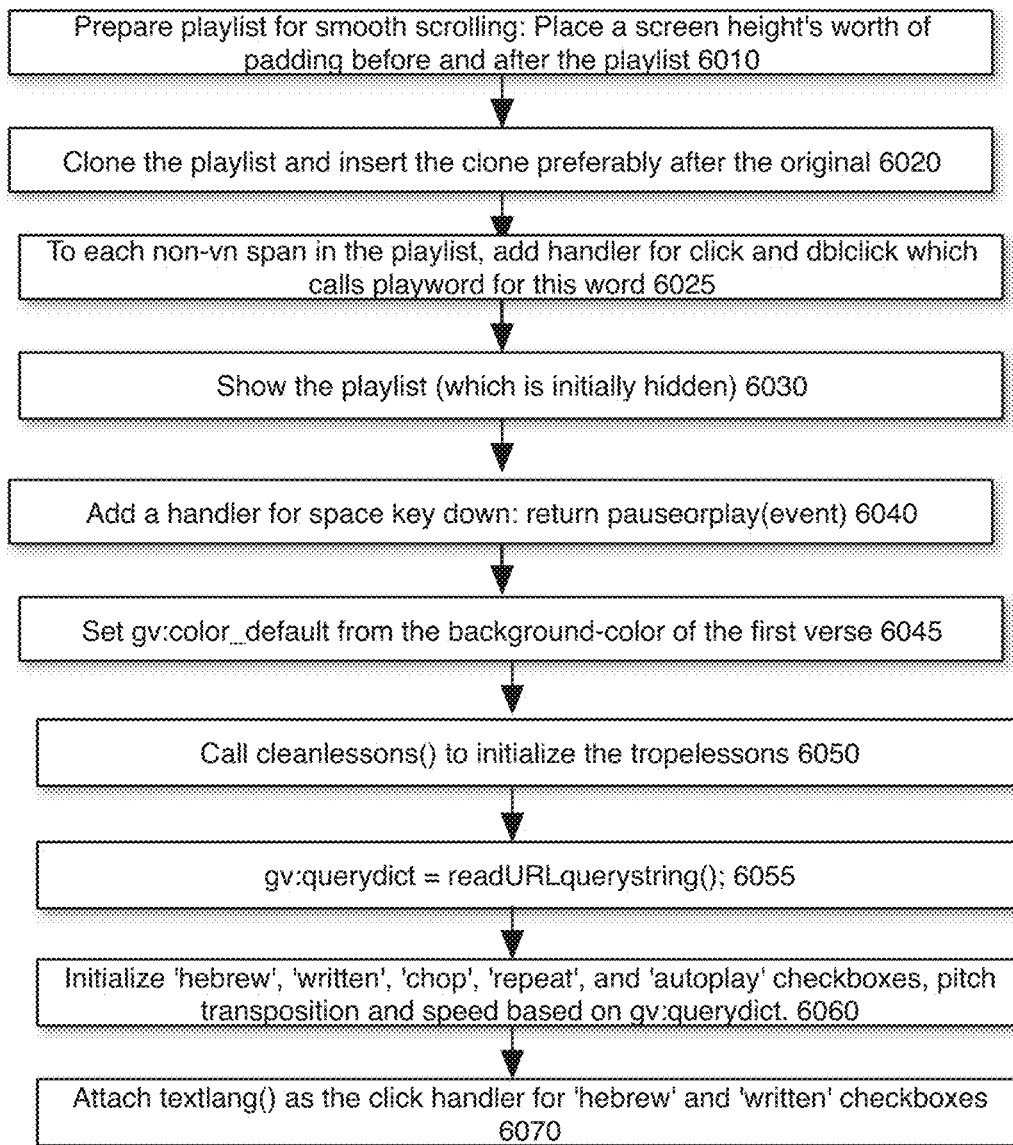 Prepare playlist for smooth scrolling: Place a screen height's worth of
padding before and after the playlist 6010
Clone the playlist and insert the clone preferably after the original 6020
To each non-vn span in the playlist, add handler for click and dblclick which
calls playword for this word 6025
Show the playlist (which is initially hidden) 6030
Add a handler for space key down: return pauseorplay(event) 6040
Set gv:color_default from the background-color of the first verse 6045
Call cleanlessons() to initialize the tropelessons 6050
gv:querydict = readURLquerystring(); 6055
Initialize 'hebrew', 'written', 'chop', 'repeat', and 'autoplay' checkboxes, pitch
transposition and speed based on gv:querydict. 6060
Attach textlang() as the click handler for 'hebrew' and 'written' checkboxes
6070